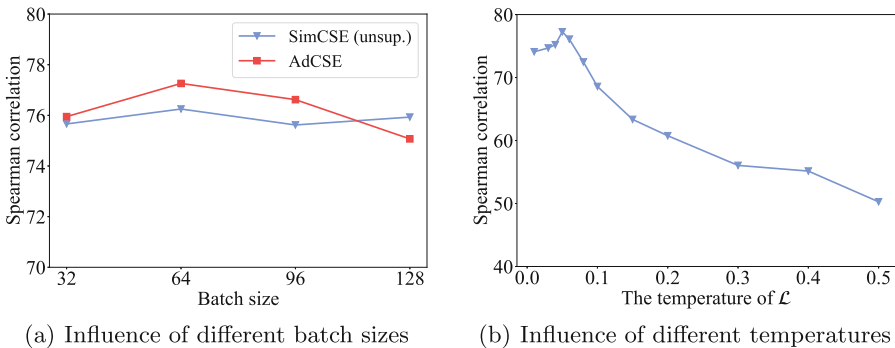 80
78
76
74
72
70
Spearman correlation
SimCSE (unsup.)
AdCSE
32
64
96
128
Batch size
(a) Influence of different batch sizes
80
70
60
50
40
Spearman correlation
0.0
0.1
0.2
0.3
0.4
0.5
The temperature of ℒ
(b) Influence of different temperatures